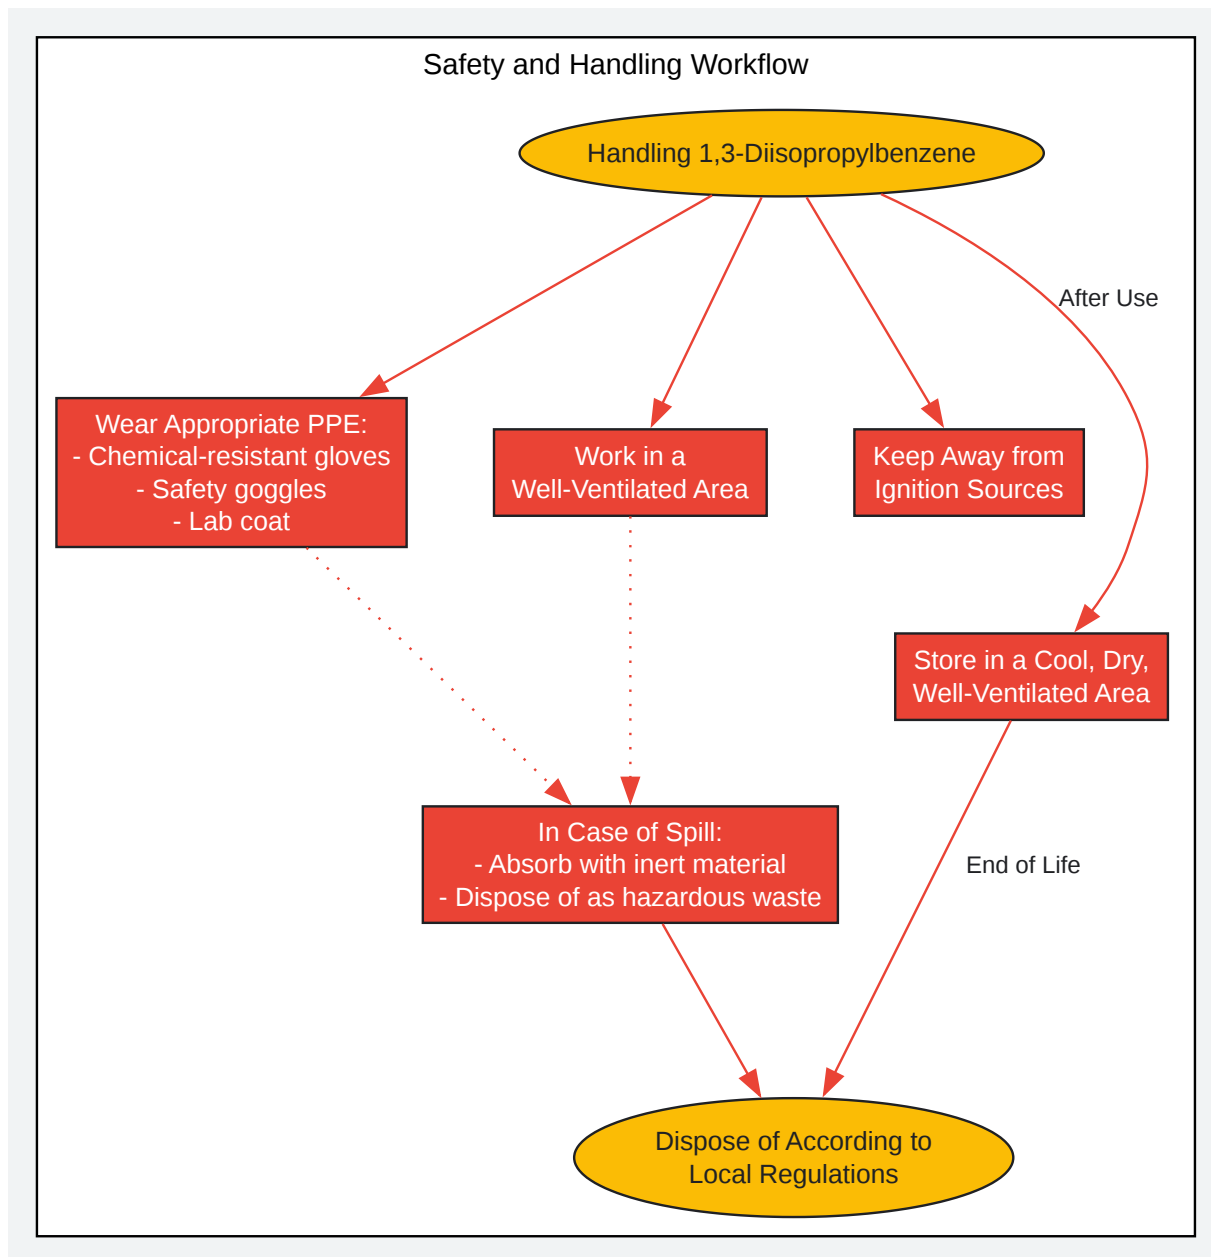 Safety and Handling Workflow
Handling 1,3-Diisopropylbenzene
After Use
Wear Appropriate PPE:
- Chemical-resistant gloves
- Safety goggles
- Lab coat
Work in a
Well-Ventilated Area
Keep Away from
Ignition Sources
Store in a Cool, Dry,
Well-Ventilated Area
In Case of Spill:
- Absorb with inert material
- Dispose of as hazardous waste
End of Life
Dispose of According to
Local Regulations